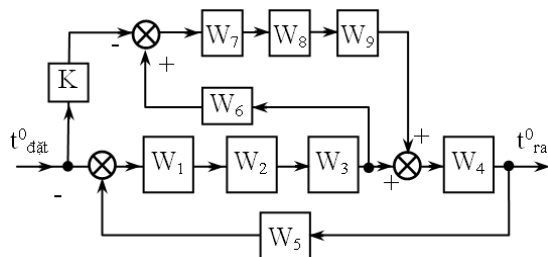 -
+
W₇
W₈
W₉
K
W₆
+
t⁰đặt
W₁
W₂
W₃
+
W₄
t⁰ra
-
W₅